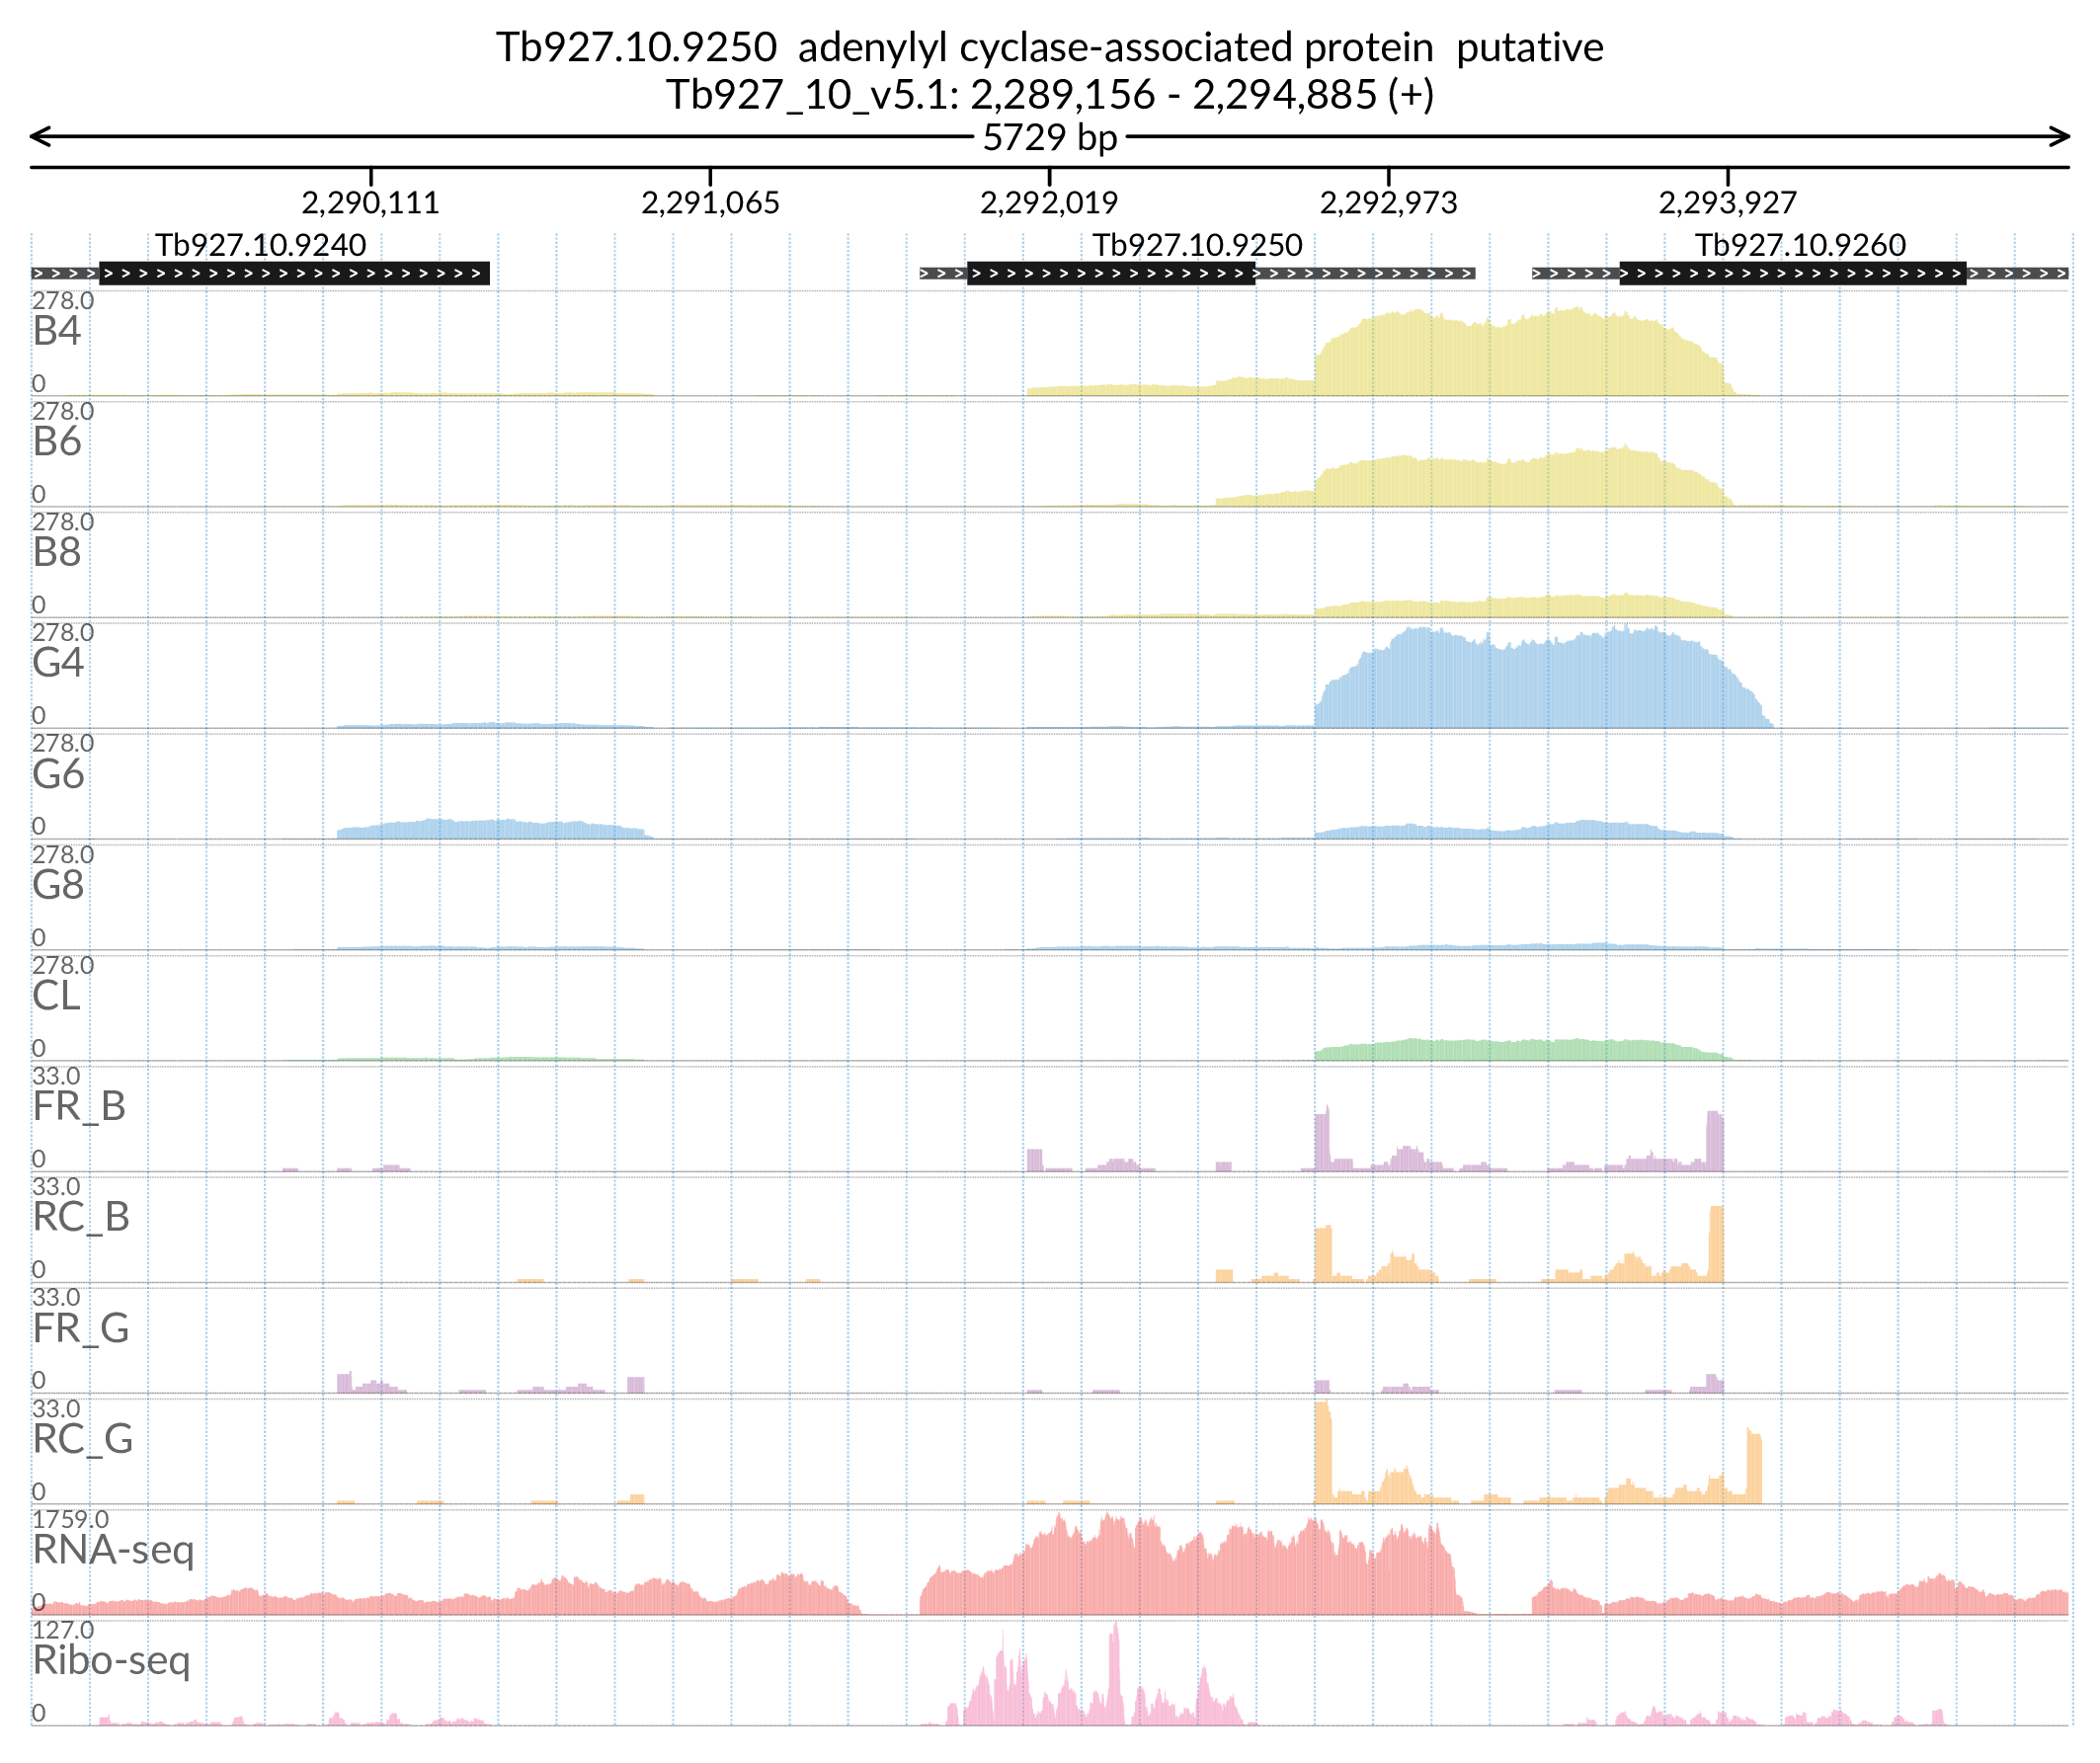 Tb927.10.9250  adenylyl cyclase-associated protein  putative
Tb927_10_v5.1: 2,289,156 - 2,294,885 (+)
5729 bp
2,290,111 2,291,065 2,292,019 2,292,973 2,293,927
Tb927.10.9240 Tb927.10.9250 Tb927.10.9260
278.0
B4
0
278.0
B6
0
278.0
B8
0
278.0
G4
0
278.0
G6
0
278.0
G8
0
278.0
CL
0
33.0
FR_B
0
33.0
RC_B
0
33.0
FR_G
0
33.0
RC_G
0
1759.0
RNA-seq
0
127.0
Ribo-seq
0